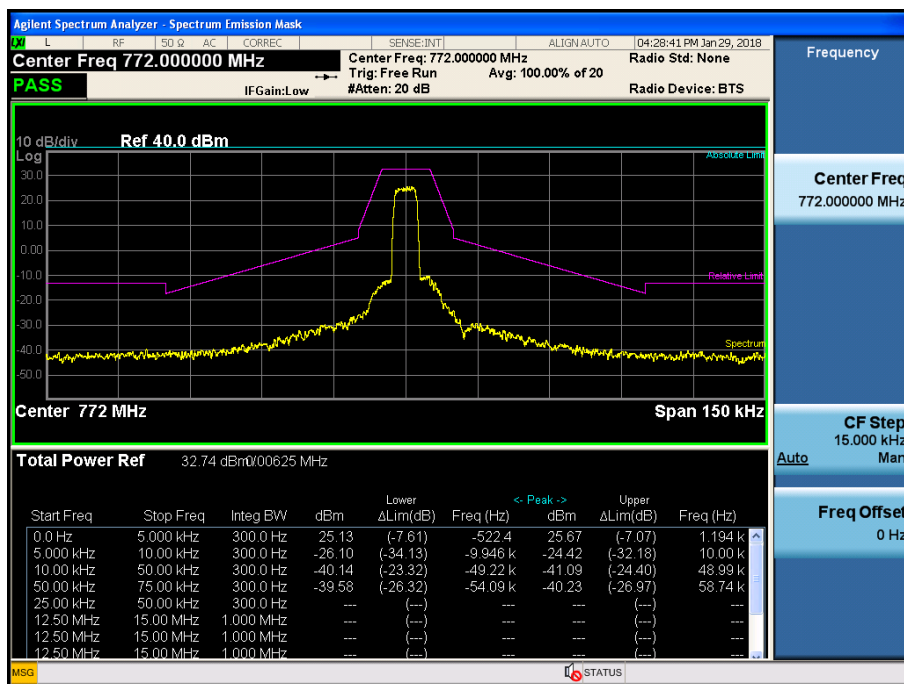 Agilent Spectrum Analyzer - Spectrum Emission Mask
LXI L RF 50 Ω AC CORREC SENSE:INT ALIGN AUTO 04:28:41 PM Jan 29, 2018
Center Freq 772.000000 MHz Center Freq: 772.000000 MHz Radio Std: None
Trig: Free Run Avg: 100.00% of 20
PASS IFGain:Low #Atten: 20 dB Radio Device: BTS
10 dB/div Ref 40.0 dBm
Log
Absolute Limit
30.0
20.0
10.0
0.00
-10.0
Relative Limit
-20.0
-30.0
Spectrum
-40.0
-50.0
Center 772 MHz Span 150 kHz
Total Power Ref 32.74 dBm/0.00625 MHz
Lower <- Peak -> Upper
Start Freq Stop Freq Integ BW dBm ΔLim(dB) Freq (Hz) dBm ΔLim(dB) Freq (Hz)
0.0 Hz 5.000 kHz 300.0 Hz 25.13 (-7.61) -522.4 25.67 (-7.07) 1.194 k
5.000 kHz 10.00 kHz 300.0 Hz -26.10 (-34.13) -9.946 k -24.42 (-32.18) 10.00 k
10.00 kHz 50.00 kHz 300.0 Hz -40.14 (-23.32) -49.22 k -41.09 (-24.40) 48.99 k
50.00 kHz 75.00 kHz 300.0 Hz -39.58 (-26.32) -54.09 k -40.23 (-26.97) 58.74 k
25.00 kHz 50.00 kHz 300.0 Hz --- (---) --- --- (---) ---
12.50 MHz 15.00 MHz 1.000 MHz --- (---) --- --- (---) ---
12.50 MHz 15.00 MHz 1.000 MHz --- (---) --- --- (---) ---
12.50 MHz 15.00 MHz 1.000 MHz --- (---) --- --- (---) ---
MSG STATUS
Frequency
Center Freq
772.000000 MHz
CF Step
15.000 kHz
Auto Man
Freq Offset
0 Hz